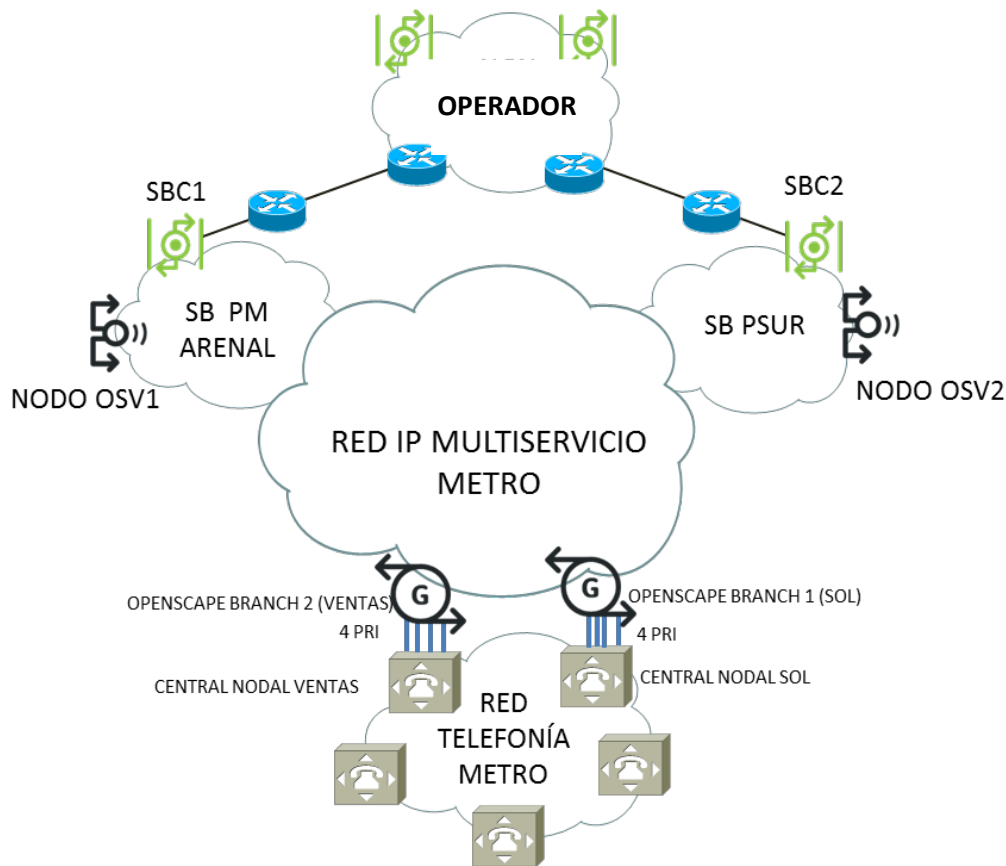 OPERADOR
SBC1
SBC2
SB PM
ARENAL
SB PSUR
NODO OSV1
NODO OSV2
RED IP MULTISERVICIO
METRO
G
G
OPENSCAPE BRANCH 2 (VENTAS)
OPENSCAPE BRANCH 1 (SOL)
4 PRI
4 PRI
CENTRAL NODAL VENTAS
CENTRAL NODAL SOL
RED
TELEFONÍA
METRO